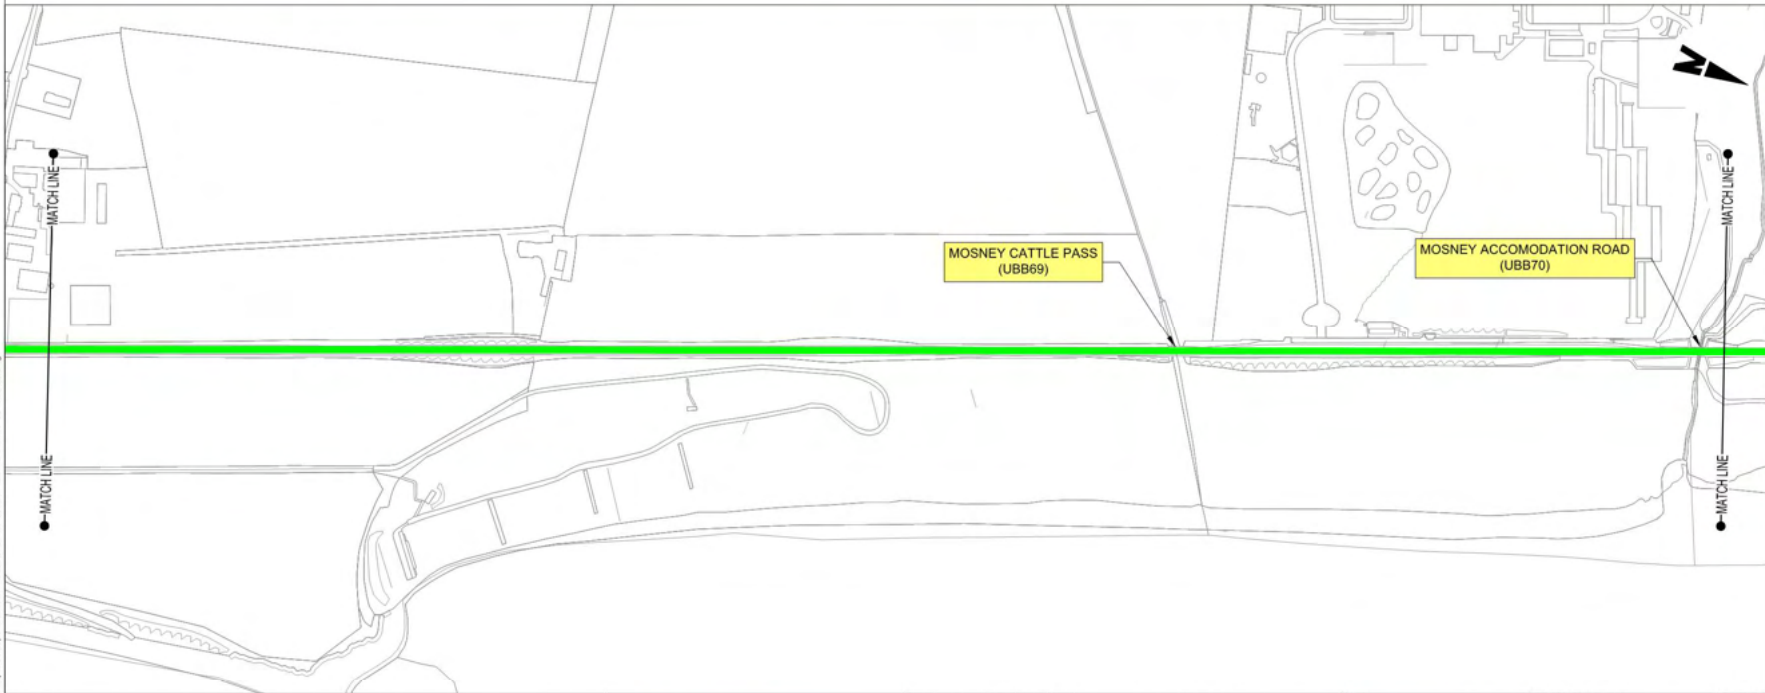 N
MATCH LINE
MATCH LINE
MOSNEY CATTLE PASS
(UBB69)
MOSNEY ACCOMODATION ROAD
(UBB70)
MATCH LINE
MATCH LINE